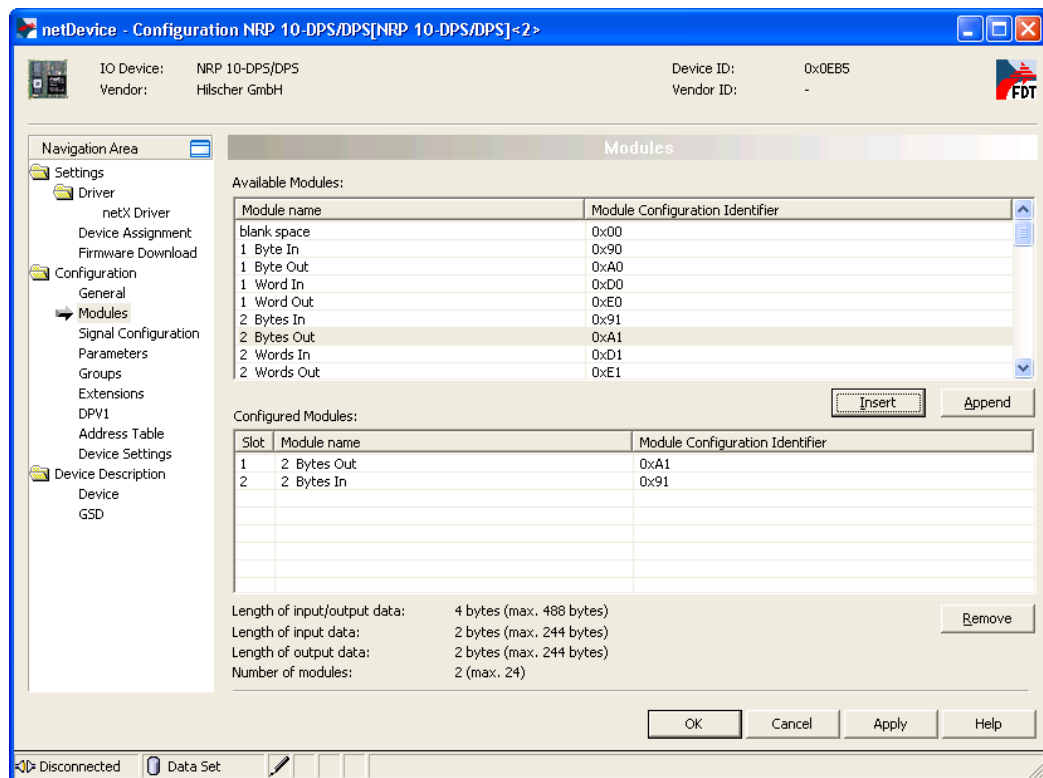 netDevice - Configuration NRP 10-DPS/DPS[NRP 10-DPS/DPS]<2>
IO Device: NRP 10-DPS/DPS Device ID: 0x0EB5
Vendor: Hilscher GmbH Vendor ID: -
FDT
Navigation Area
Settings
Driver
netX Driver
Device Assignment
Firmware Download
Configuration
General
Modules
Signal Configuration
Parameters
Groups
Extensions
DPV1
Address Table
Device Settings
Device Description
Device
GSD
Modules
Available Modules:
Module name Module Configuration Identifier
blank space 0x00
1 Byte In 0x90
1 Byte Out 0xA0
1 Word In 0xD0
1 Word Out 0xE0
2 Bytes In 0x91
2 Bytes Out 0xA1
2 Words In 0xD1
2 Words Out 0xE1
Insert Append
Configured Modules:
Slot Module name Module Configuration Identifier
1 2 Bytes Out 0xA1
2 2 Bytes In 0x91
Length of input/output data: 4 bytes (max. 488 bytes)
Length of input data: 2 bytes (max. 244 bytes)
Length of output data: 2 bytes (max. 244 bytes)
Number of modules: 2 (max. 24)
Remove
OK Cancel Apply Help
Disconnected Data Set